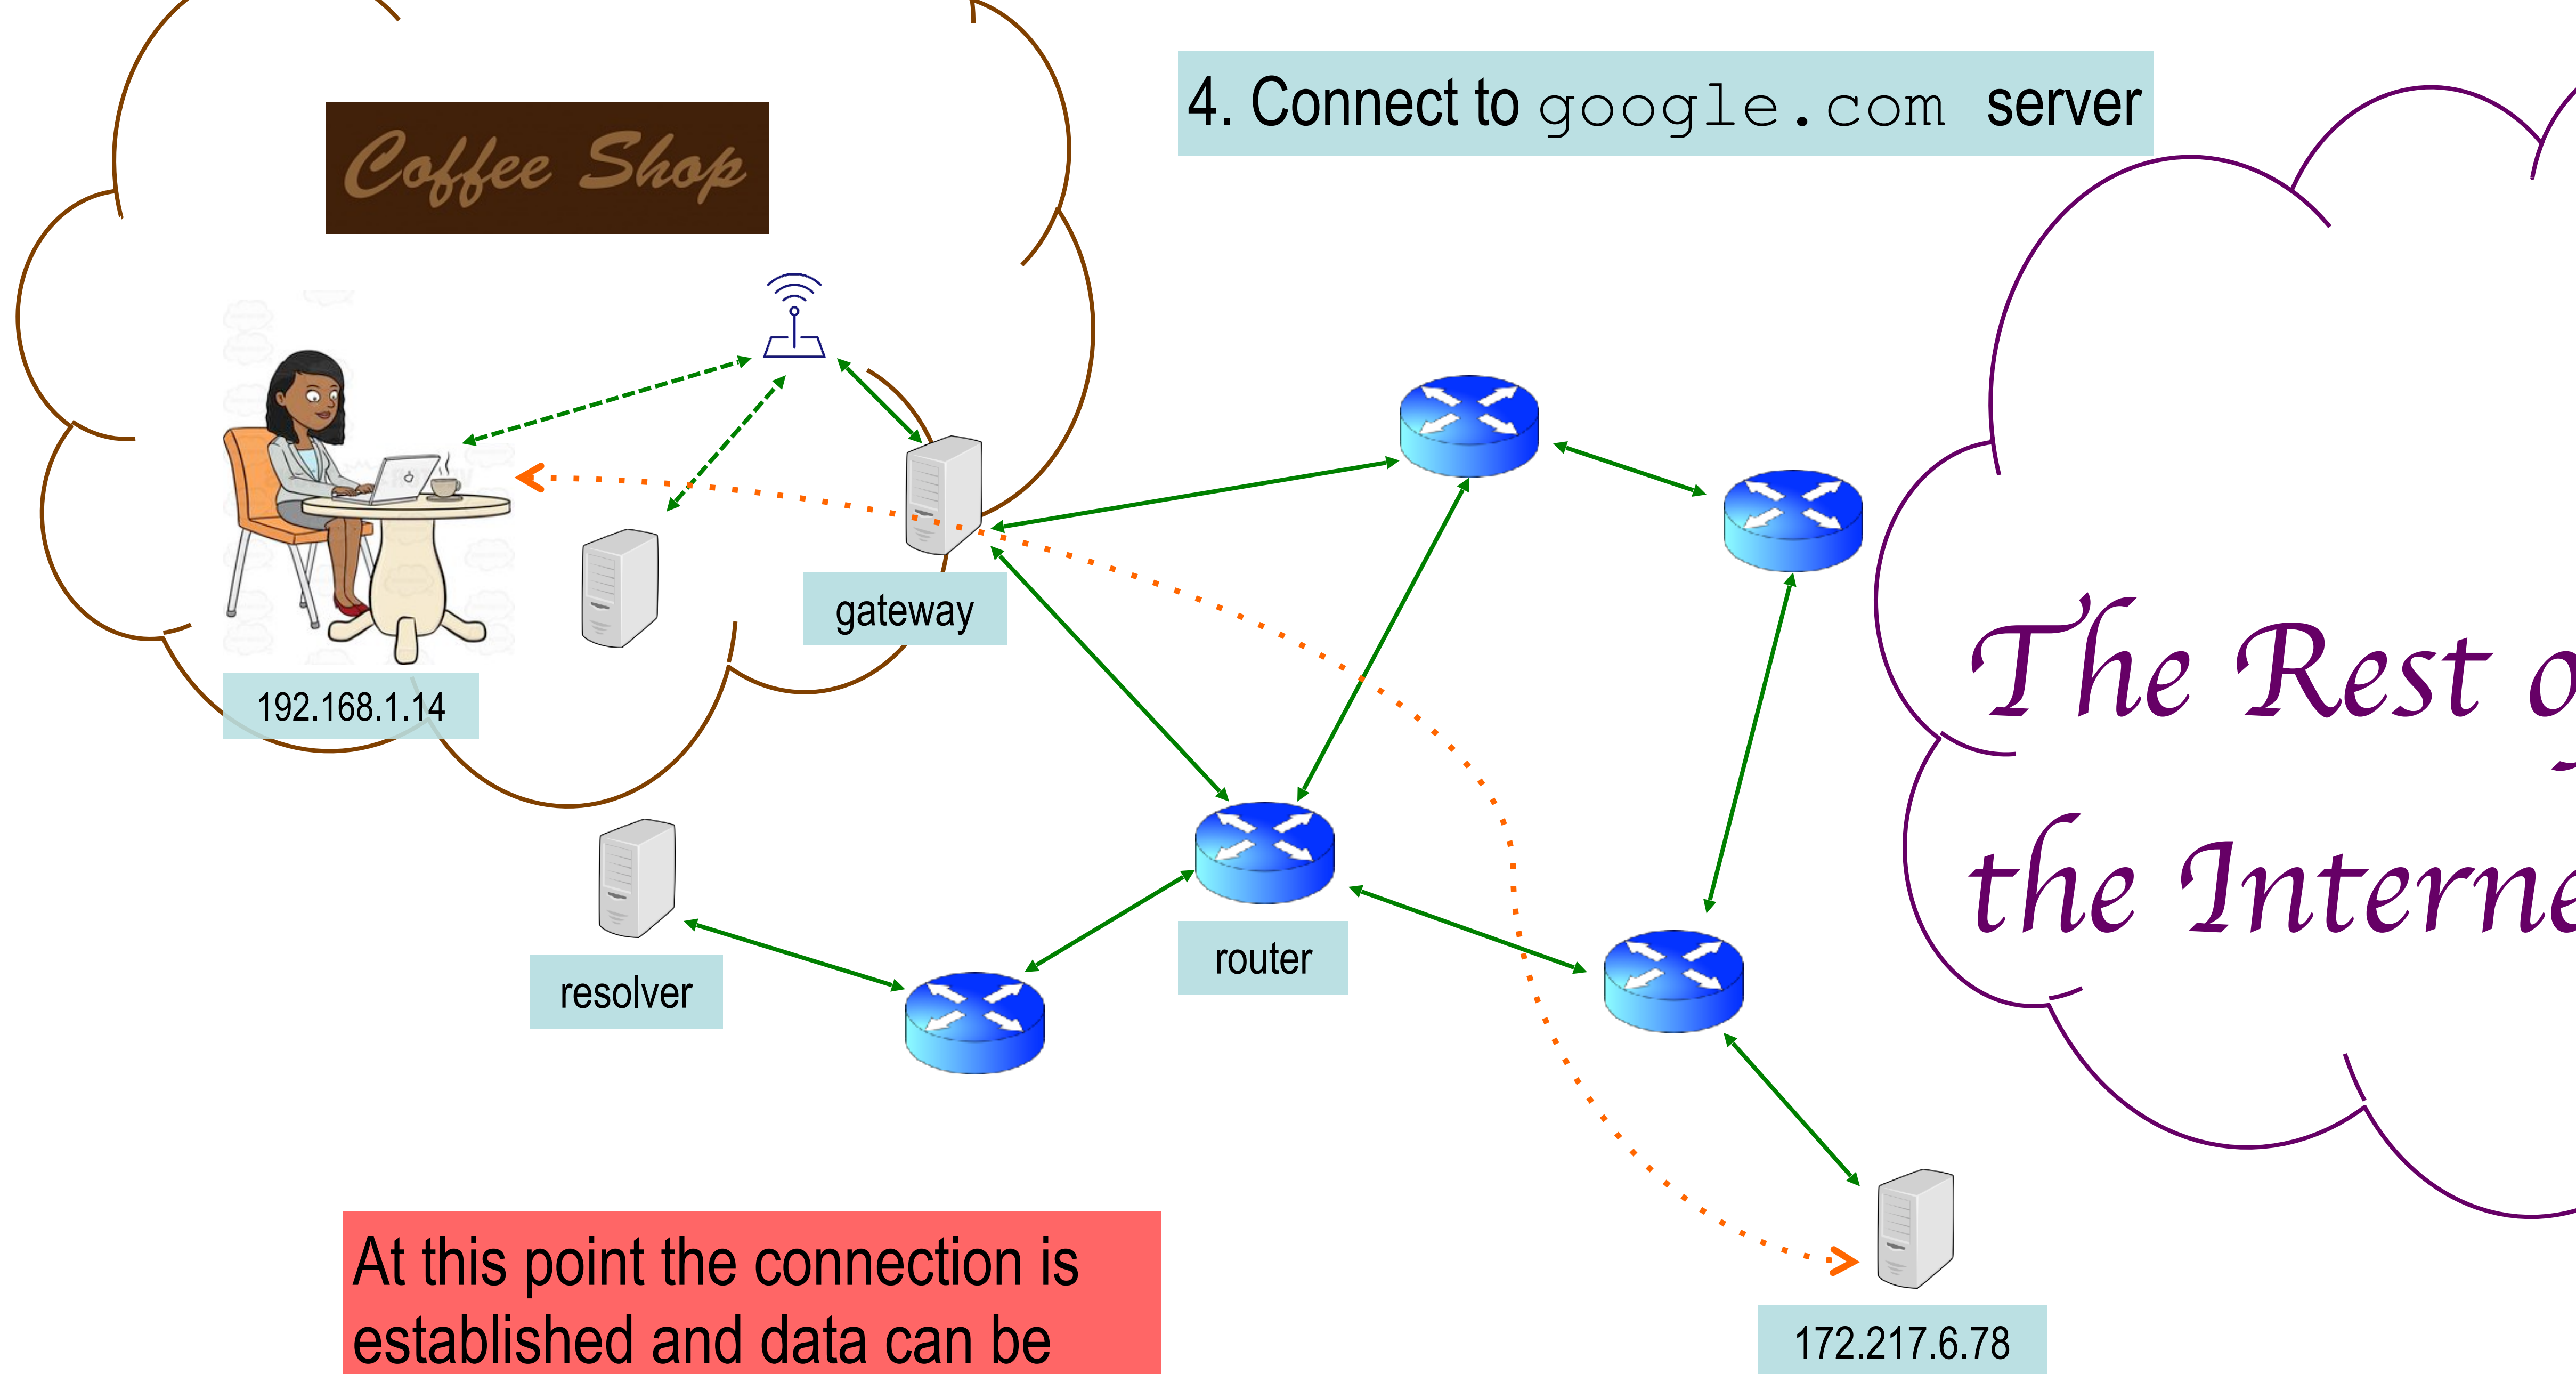 4. Connect to google.com server
Coffee Shop
gateway
192.168.1.14
The Rest
the
router
resolver
At this point the connection is
established and data can be
172.217.6.78